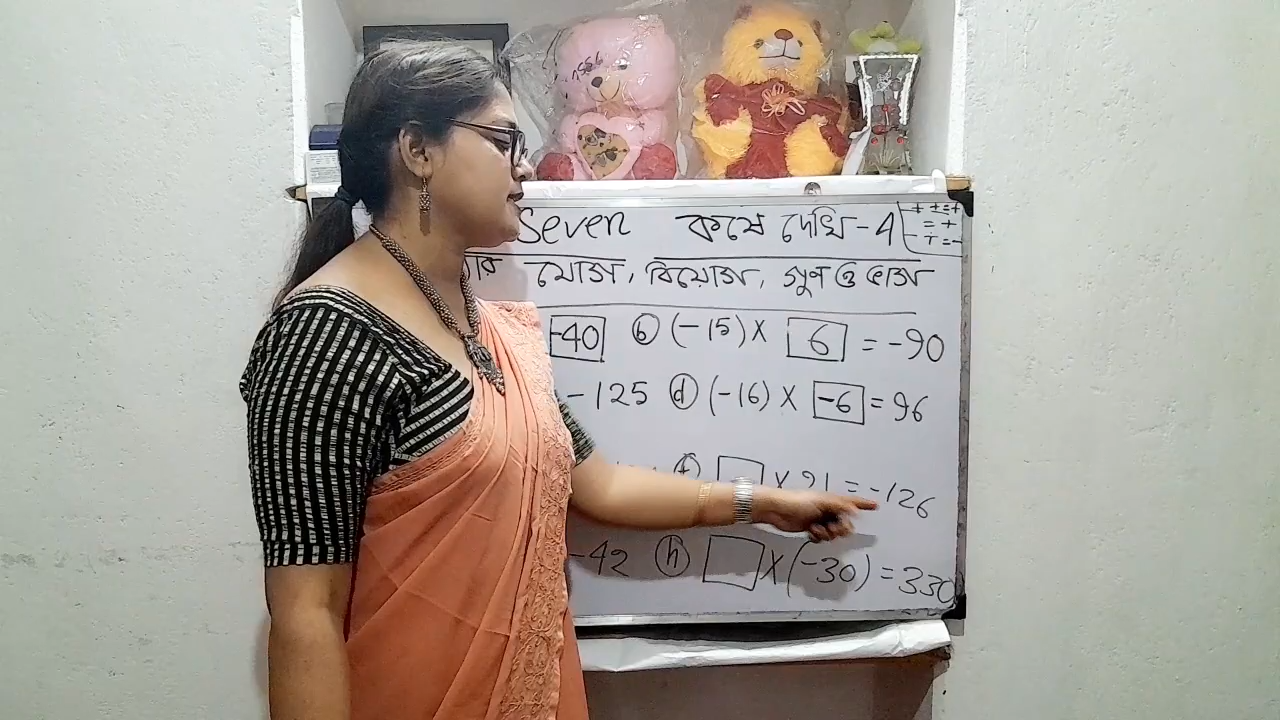 Seven কষে দেখি-4
+ + = +
- - = +
- + = -
যোগ, বিয়োগ, গুণ ও ভাগ
-40 ⓑ (-15) × 6 = -90
-125 ⓓ (-16) × -6 = 96
ⓕ × 21 = -126
-42 ⓗ × (-30) = 330